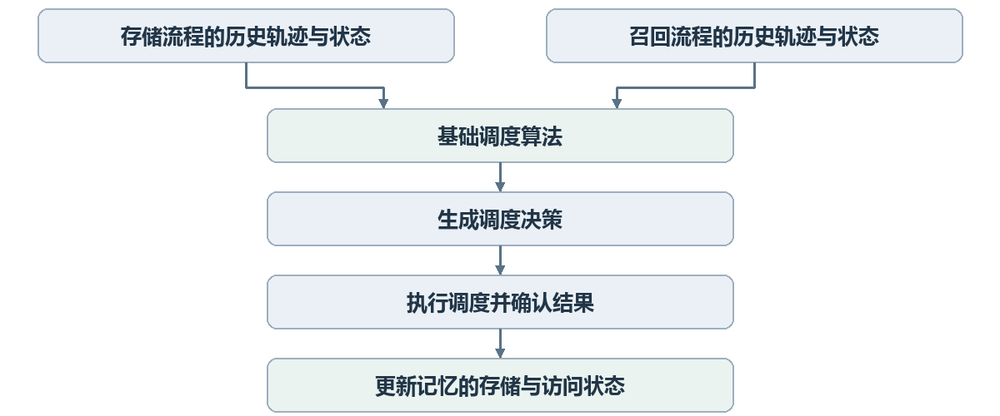 存储流程的历史轨迹与状态
召回流程的历史轨迹与状态
基础调度算法
生成调度决策
执行调度并确认结果
更新记忆的存储与访问状态